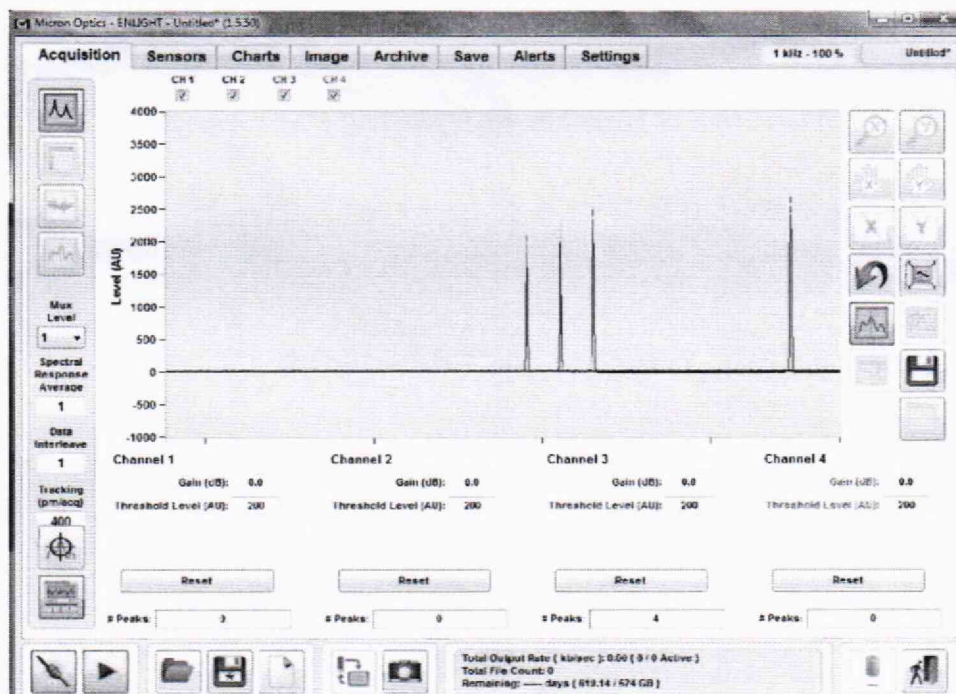 Micron Optics - ENLIGHT - Untitled* (1.5.50)
Acquisition Sensors Charts Image Archive Save Alerts Settings 1 kHz - 100 % Untitled*
CH 1 CH 2 CH 3 CH 4
4000
3500
3000
2500
2000
1500
1000
500
0
-500
-1000
Level (AU)
X Y
X Y
X Y
Mux
Level
1
Spectral
Response
Average
1
Data
Interleave
1
Tracking
(pm/acq)
400
Channel 1 Channel 2 Channel 3 Channel 4
Gain (dB): 0.0 Gain (dB): 0.0 Gain (dB): 0.0 Gain (dB): 0.0
Threshold Level (AU): 200 Threshold Level (AU): 200 Threshold Level (AU): 200 Threshold Level (AU): 200
Reset Reset Reset Reset
# Peaks: # Peaks: 0 # Peaks: 4 # Peaks: 0
Total Output Rate ( kb/sec ): 0.00 ( 0 / 0 Active )
Total File Count: 0
Remaining: ----- days